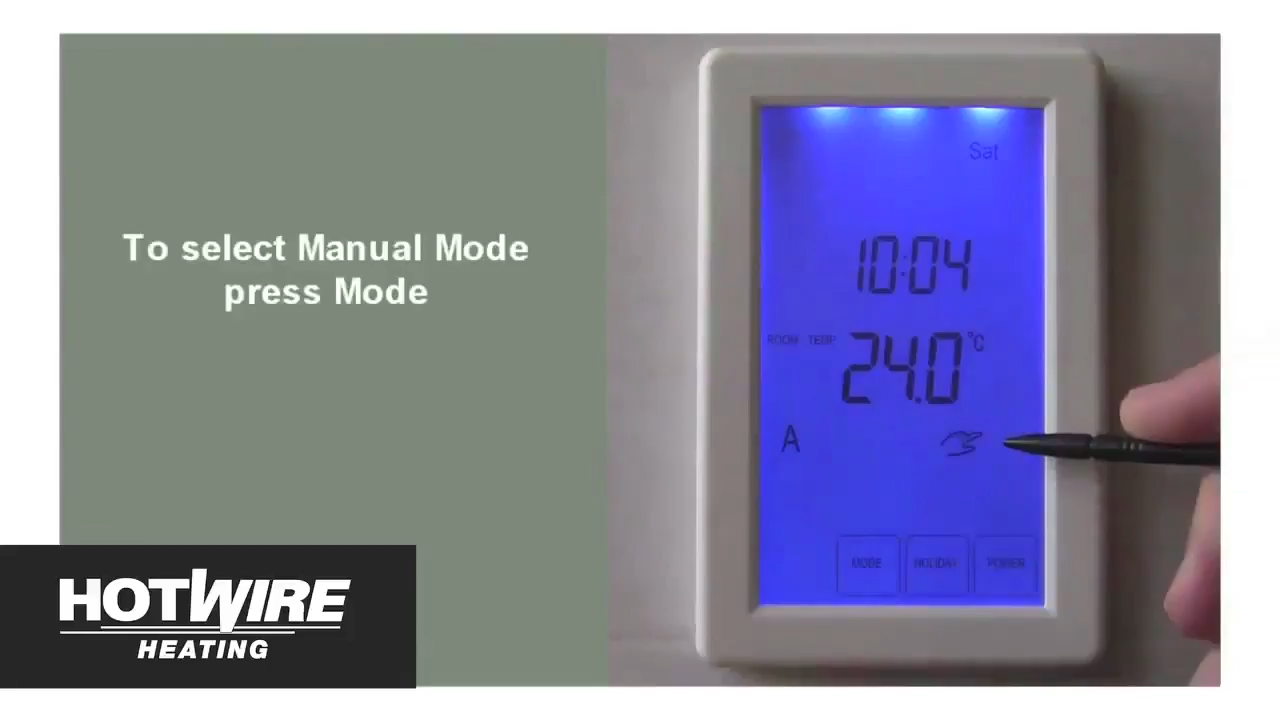 To select Manual Mode
press Mode
Sat
10:04
ROOM TEMP
24.0 °C
A
MODE HOLIDAY POWER
HOTWIRE
HEATING